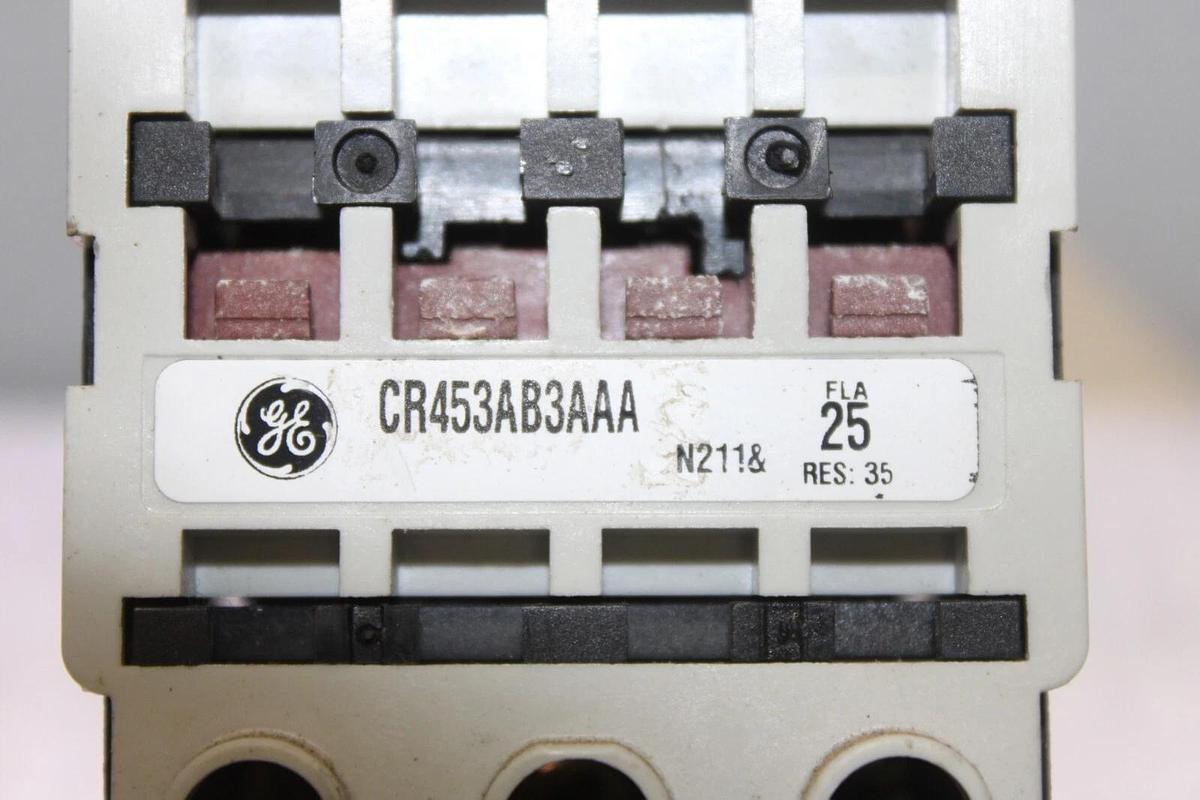 GE
CR453AB3AAA
N211&
FLA
25
RES: 35